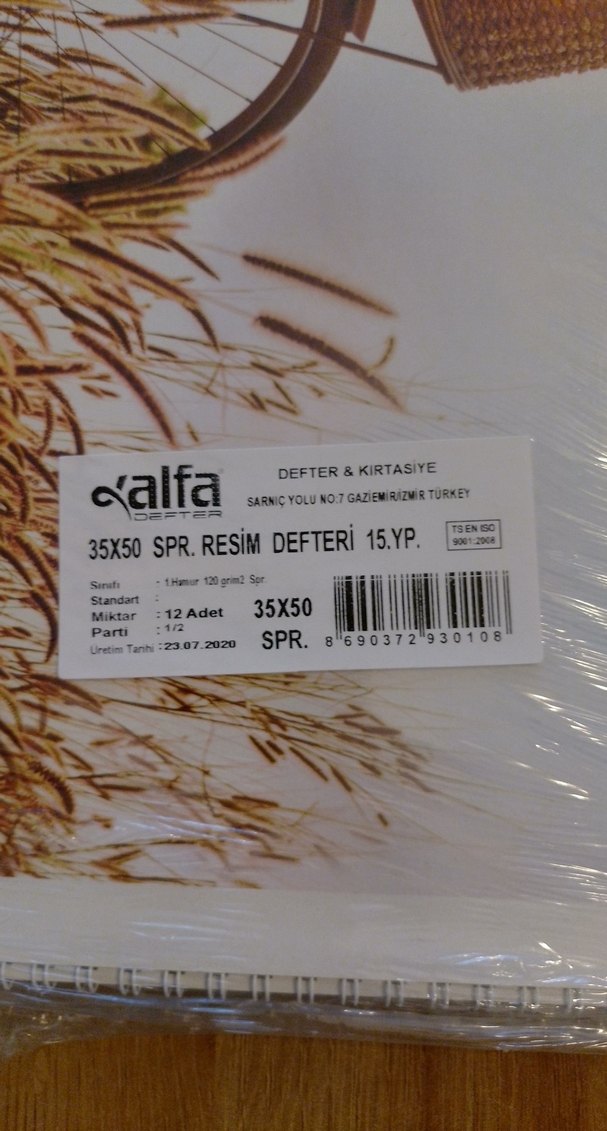 alfa
DEFTER
DEFTER & KIRTASİYE
SARNIÇ YOLU NO:7 GAZİEMİR/İZMİR TÜRKEY
35X50 SPR. RESİM DEFTERİ 15.YP.
TS EN ISO
9001:2008
Sınıfı : 1.Hamur 120 gr/m2 Spr.
Standart :
Miktar : 12 Adet
Parti : 1/2
Üretim Tarihi : 23.07.2020
35X50
SPR.
8 690372 930108